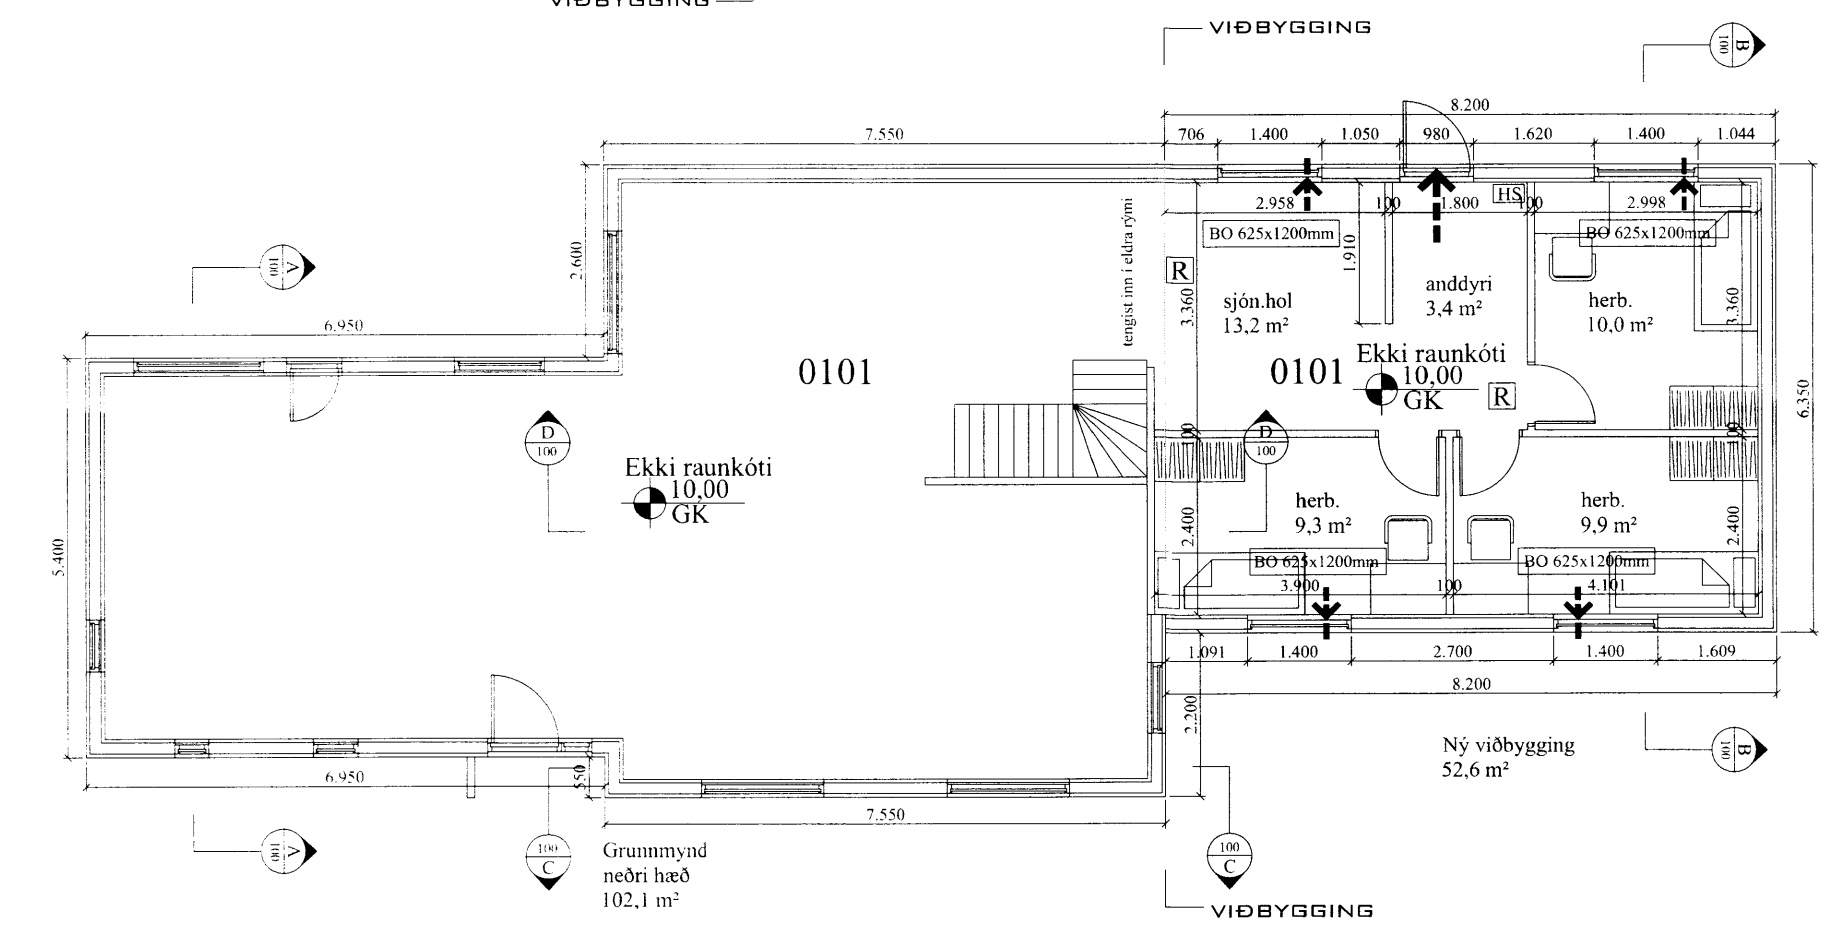 VIÐBYGGING
VIÐBYGGING
B
100
8.200
7.550
706
1.400
1.050
980
1.620
1.400
1.044
2.958
100
1.800
HS
100
2.998
BO 625x1200mm
BO 625x1200mm
2.600
A
100
tengist inn í eldra rými
R
3.360
1.910
sjón.hol
13,2 m²
anddyri
3,4 m²
herb.
10,0 m²
3.360
6.950
0101
0101
Ekki raunkóti
10,00
GK
R
6.350
D
100
D
100
100
100
Ekki raunkóti
10,00
GK
5.400
herb.
9,3 m²
herb.
9,9 m²
2.400
2.400
BO 625x1200mm
BO 625x1200mm
3.900
100
4.101
1.091
1.400
2.700
1.400
1.609
8.200
2.200
6.950
550
7.550
Ný viðbygging
52,6 m²
B
100
A
100
100
C
Grunnmynd
neðri hæð
102,1 m²
100
C
VIÐBYGGING